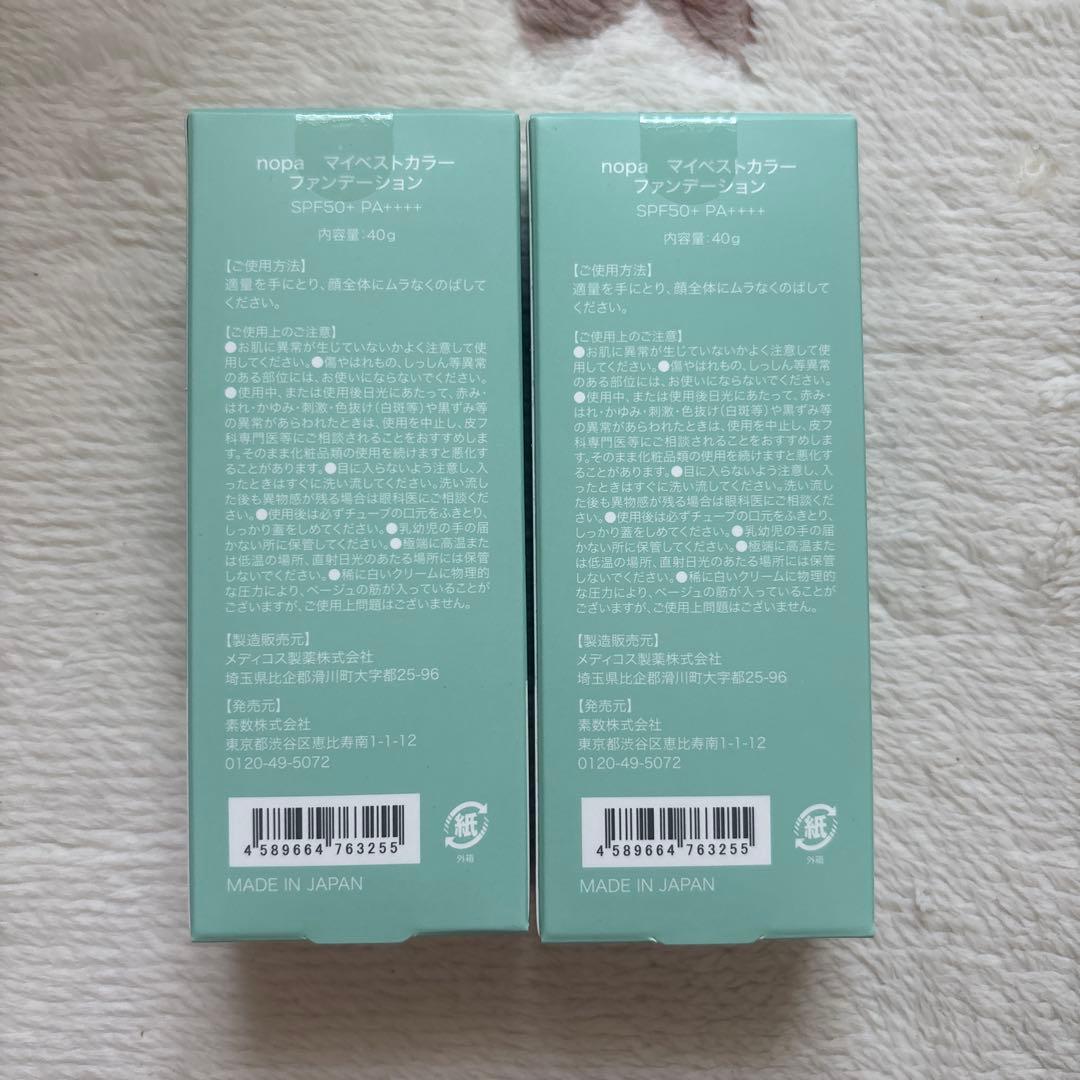 nopa　マイベストカラー
ファンデーション
SPF50+ PA++++
内容量：40g
【ご使用方法】
適量を手にとり、顔全体にムラなくのばして
ください。
【ご使用上のご注意】
●お肌に異常が生じていないかよく注意して使
用してください。●傷やはれもの、しっしん等異常
のある部位には、お使いにならないでください。
●使用中、または使用後日光にあたって、赤み・
はれ・かゆみ・刺激・色抜け（白斑等）や黒ずみ等
の異常があらわれたときは、使用を中止し、皮フ
科専門医等にご相談されることをおすすめしま
す。そのまま化粧品類の使用を続けますと悪化す
ることがあります。●目に入らないよう注意し、入
ったときはすぐに洗い流してください。洗い流し
た後も異物感が残る場合は眼科医にご相談くだ
さい。●使用後は必ずチューブの口元をふきとり、
しっかり蓋をしめてください。●乳幼児の手の届
かない所に保管してください。●極端に高温また
は低温の場所、直射日光のあたる場所には保管
しないでください。●稀に白いクリームに物理的
な圧力により、ベージュの筋が入っていることが
ございますが、ご使用上問題はございません。
【製造販売元】
メディコス製薬株式会社
埼玉県比企郡滑川町大字都25-96
【発売元】
素数株式会社
東京都渋谷区恵比寿南1-1-12
0120-49-5072
4 589664 763255
紙
外箱
MADE IN JAPAN
nopa　マイベストカラー
ファンデーション
SPF50+ PA++++
内容量：40g
【ご使用方法】
適量を手にとり、顔全体にムラなくのばして
ください。
【ご使用上のご注意】
●お肌に異常が生じていないかよく注意して使
用してください。●傷やはれもの、しっしん等異常
のある部位には、お使いにならないでください。
●使用中、または使用後日光にあたって、赤み・
はれ・かゆみ・刺激・色抜け（白斑等）や黒ずみ等
の異常があらわれたときは、使用を中止し、皮フ
科専門医等にご相談されることをおすすめしま
す。そのまま化粧品類の使用を続けますと悪化す
ることがあります。●目に入らないよう注意し、入
ったときはすぐに洗い流してください。洗い流し
た後も異物感が残る場合は眼科医にご相談くだ
さい。●使用後は必ずチューブの口元をふきとり、
しっかり蓋をしめてください。●乳幼児の手の届
かない所に保管してください。●極端に高温また
は低温の場所、直射日光のあたる場所には保管
しないでください。●稀に白いクリームに物理的
な圧力により、ベージュの筋が入っていることが
ございますが、ご使用上問題はございません。
【製造販売元】
メディコス製薬株式会社
埼玉県比企郡滑川町大字都25-96
【発売元】
素数株式会社
東京都渋谷区恵比寿南1-1-12
0120-49-5072
4 589664 763255
紙
外箱
MADE IN JAPAN